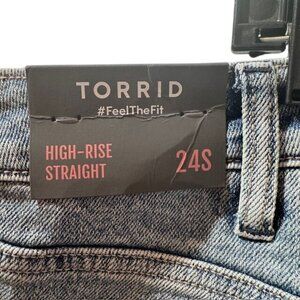 TORRID
#FeelTheFit
HIGH-RISE
STRAIGHT
24S